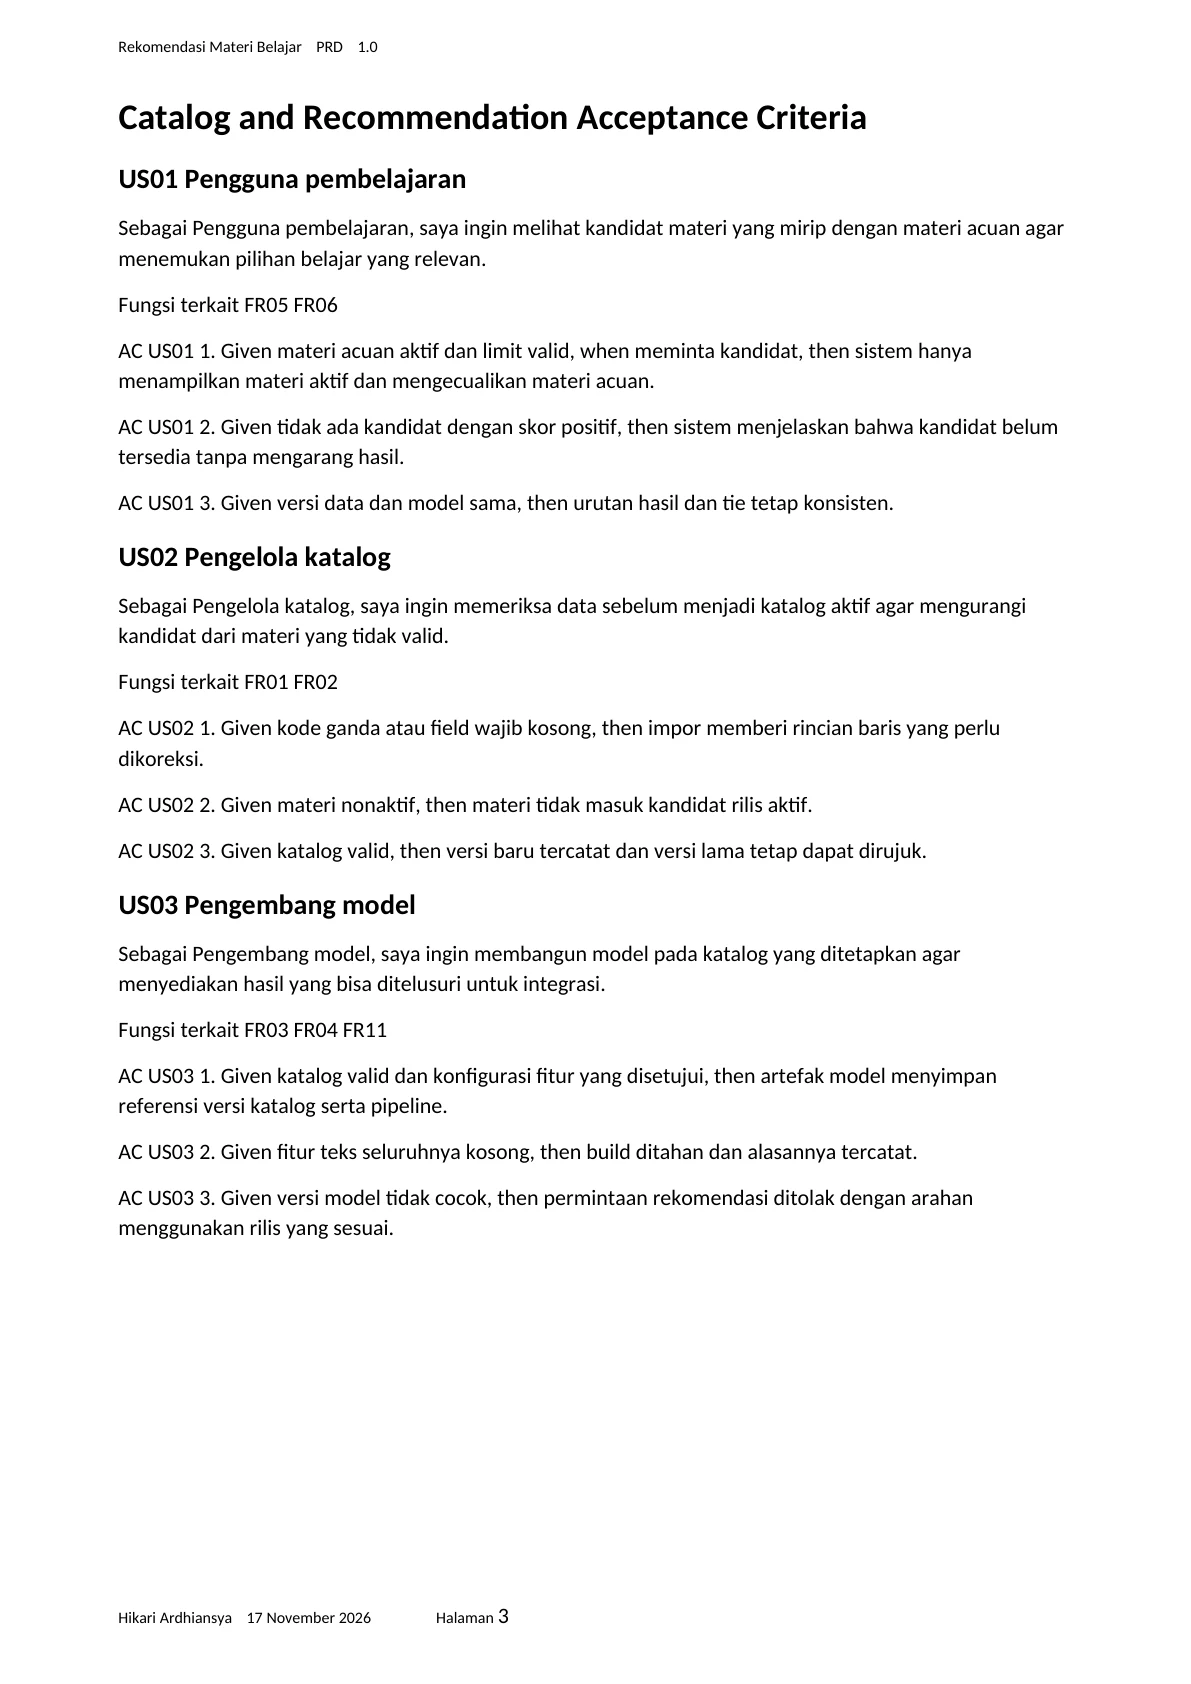 Rekomendasi Materi Belajar PRD 1.0
Catalog and Recommendation Acceptance Criteria
US01 Pengguna pembelajaran
Sebagai Pengguna pembelajaran, saya ingin melihat kandidat materi yang mirip dengan materi acuan agar
menemukan pilihan belajar yang relevan.
Fungsi terkait FR05 FR06
AC US01 1. Given materi acuan aktif dan limit valid, when meminta kandidat, then sistem hanya
menampilkan materi aktif dan mengecualikan materi acuan.
AC US01 2. Given tidak ada kandidat dengan skor positif, then sistem menjelaskan bahwa kandidat belum
tersedia tanpa mengarang hasil.
AC US01 3. Given versi data dan model sama, then urutan hasil dan tie tetap konsisten.
US02 Pengelola katalog
Sebagai Pengelola katalog, saya ingin memeriksa data sebelum menjadi katalog aktif agar mengurangi
kandidat dari materi yang tidak valid.
Fungsi terkait FR01 FR02
AC US02 1. Given kode ganda atau field wajib kosong, then impor memberi rincian baris yang perlu
dikoreksi.
AC US02 2. Given materi nonaktif, then materi tidak masuk kandidat rilis aktif.
AC US02 3. Given katalog valid, then versi baru tercatat dan versi lama tetap dapat dirujuk.
US03 Pengembang model
Sebagai Pengembang model, saya ingin membangun model pada katalog yang ditetapkan agar
menyediakan hasil yang bisa ditelusuri untuk integrasi.
Fungsi terkait FR03 FR04 FR11
AC US03 1. Given katalog valid dan konfigurasi fitur yang disetujui, then artefak model menyimpan
referensi versi katalog serta pipeline.
AC US03 2. Given fitur teks seluruhnya kosong, then build ditahan dan alasannya tercatat.
AC US03 3. Given versi model tidak cocok, then permintaan rekomendasi ditolak dengan arahan
menggunakan rilis yang sesuai.
Hikari Ardhiansya 17 November 2026 Halaman 3